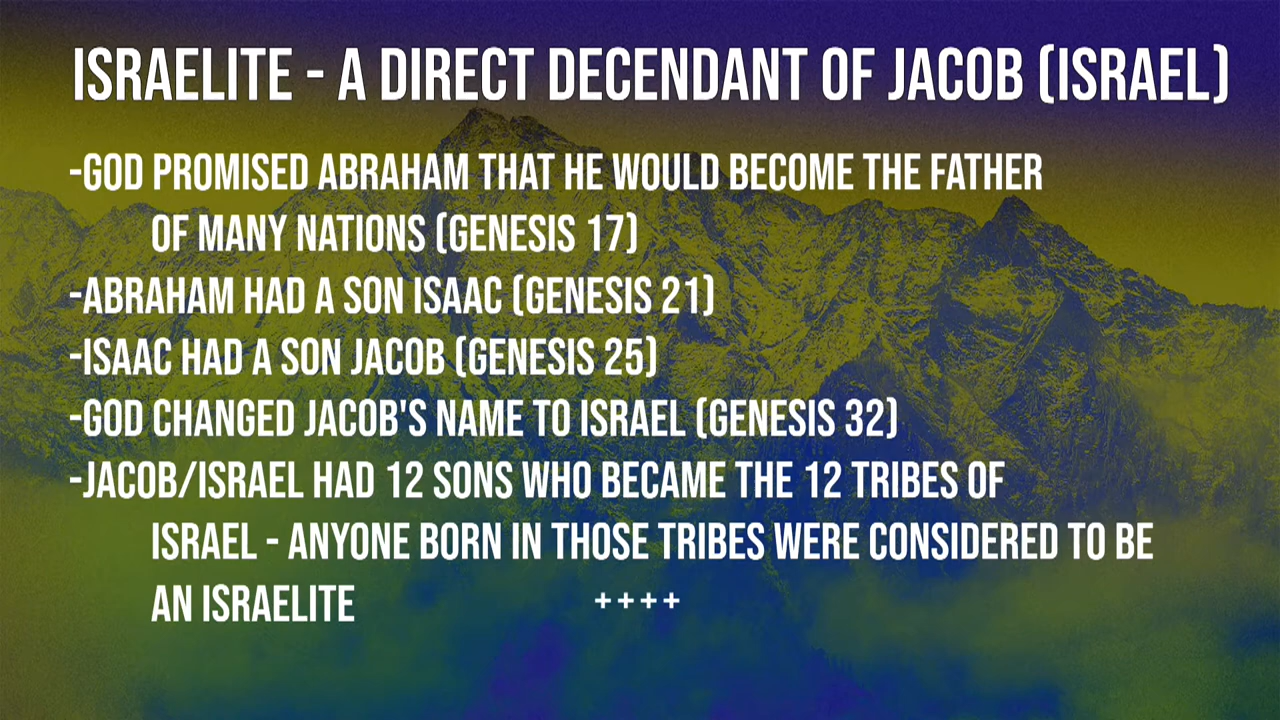 ISRAELITE - A DIRECT DECENDANT OF JACOB (ISRAEL)
-GOD PROMISED ABRAHAM THAT HE WOULD BECOME THE FATHER
OF MANY NATIONS (GENESIS 17)
-ABRAHAM HAD A SON ISAAC (GENESIS 21)
-ISAAC HAD A SON JACOB (GENESIS 25)
-GOD CHANGED JACOB'S NAME TO ISRAEL (GENESIS 32)
-JACOB/ISRAEL HAD 12 SONS WHO BECAME THE 12 TRIBES OF
ISRAEL - ANYONE BORN IN THOSE TRIBES WERE CONSIDERED TO BE
AN ISRAELITE ++++